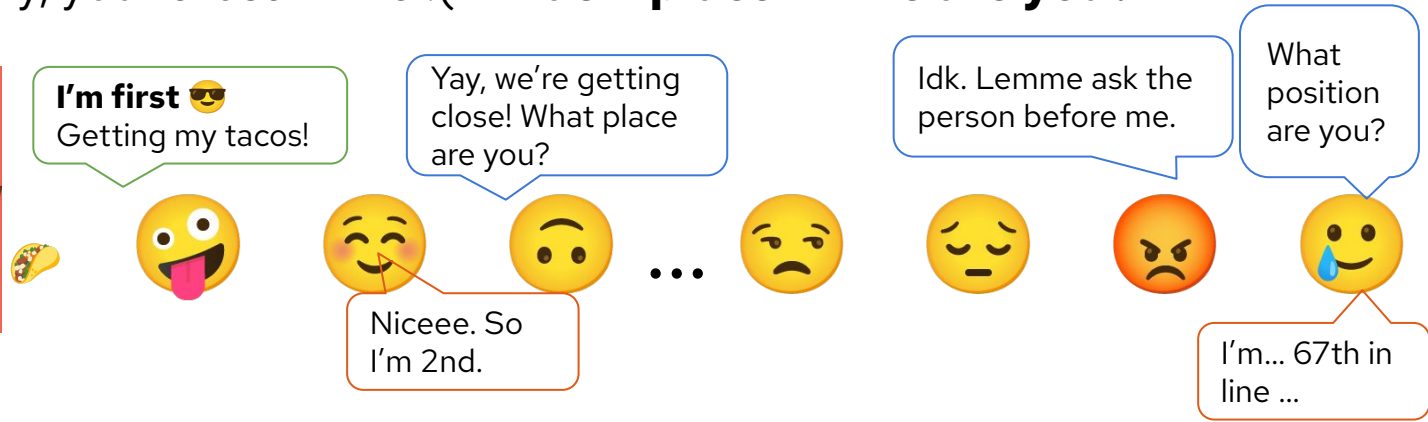 I'm first 😎
Getting my tacos!
Yay, we're getting
close! What place
are you?
Idk. Lemme ask the
person before me.
What
position
are you?
...
Niceee. So
I'm 2nd.
I'm... 67th in
line ...